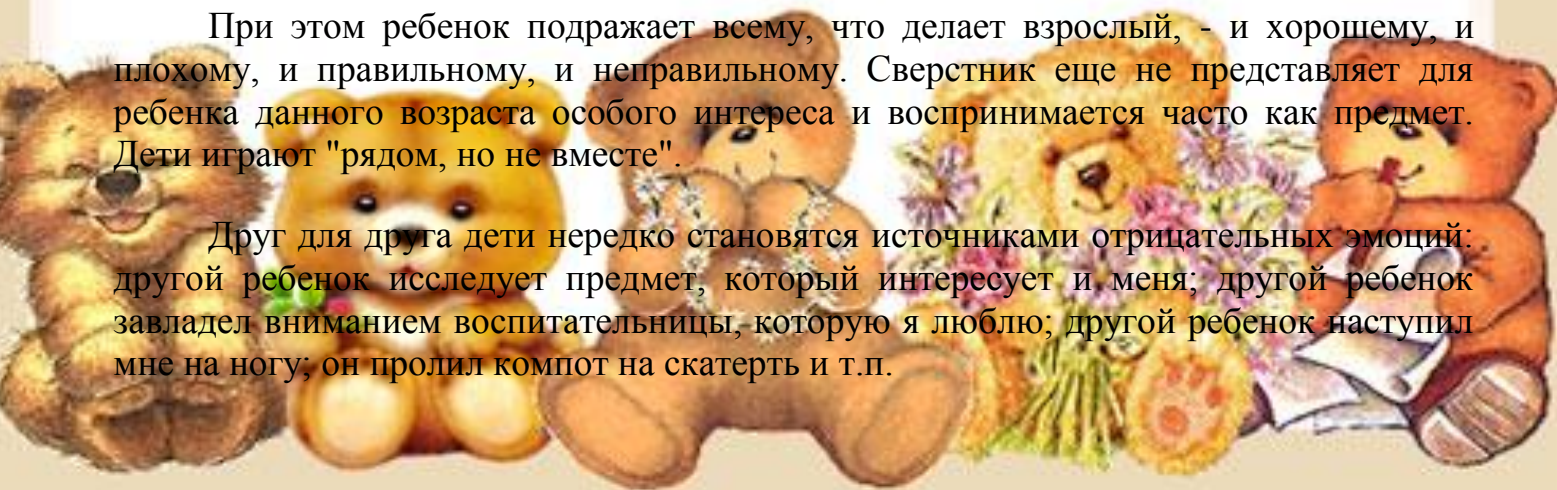 При этом ребенок подражает всему, что делает взрослый, - и хорошему, и
плохому, и правильному, и неправильному. Сверстник еще не представляет для
ребенка данного возраста особого интереса и воспринимается часто как предмет.
Дети играют "рядом, но не вместе".
Друг для друга дети нередко становятся источниками отрицательных эмоций:
другой ребенок исследует предмет, который интересует и меня; другой ребенок
завладел вниманием воспитательницы, которую я люблю; другой ребенок наступил
мне на ногу; он пролил компот на скатерть и т.п.